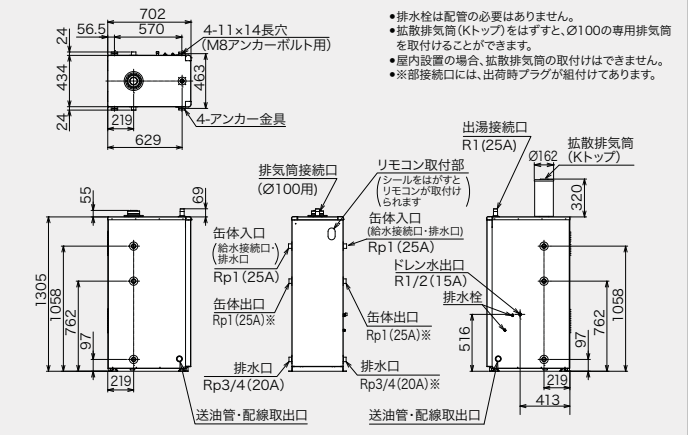 702
56.5
570
4-11×14長穴
(M8アンカーボルト用)
24
434
24
463
219
629
4-アンカー金具
●排水栓は配管の必要はありません。
●拡散排気筒(Kトップ)をはずすと、Ø100の専用排気筒
を取付けることができます。
●屋内設置の場合、拡散排気筒の取付けはできません。
●※部接続口には、出荷時プラグが組付けてあります。
出湯接続口
R1(25A)
拡散排気筒
(Kトップ)
Ø162
320
排気筒接続口
(Ø100用)
リモコン取付部
(シールをはがすと
リモコンが取付け
られます)
55
69
缶体入口
(給水接続口・
排水口)
Rp1(25A)
缶体入口
(給水接続口・排水口)
Rp1(25A)
ドレン水出口
R1/2(15A)
排水栓
缶体出口
Rp1(25A)※
缶体出口
Rp1(25A)※
1305
1058
762
97
219
排水口
Rp3/4(20A)
排水口
Rp3/4(20A)※
516
97
762
1058
219
413
送油管・配線取出口
送油管・配線取出口